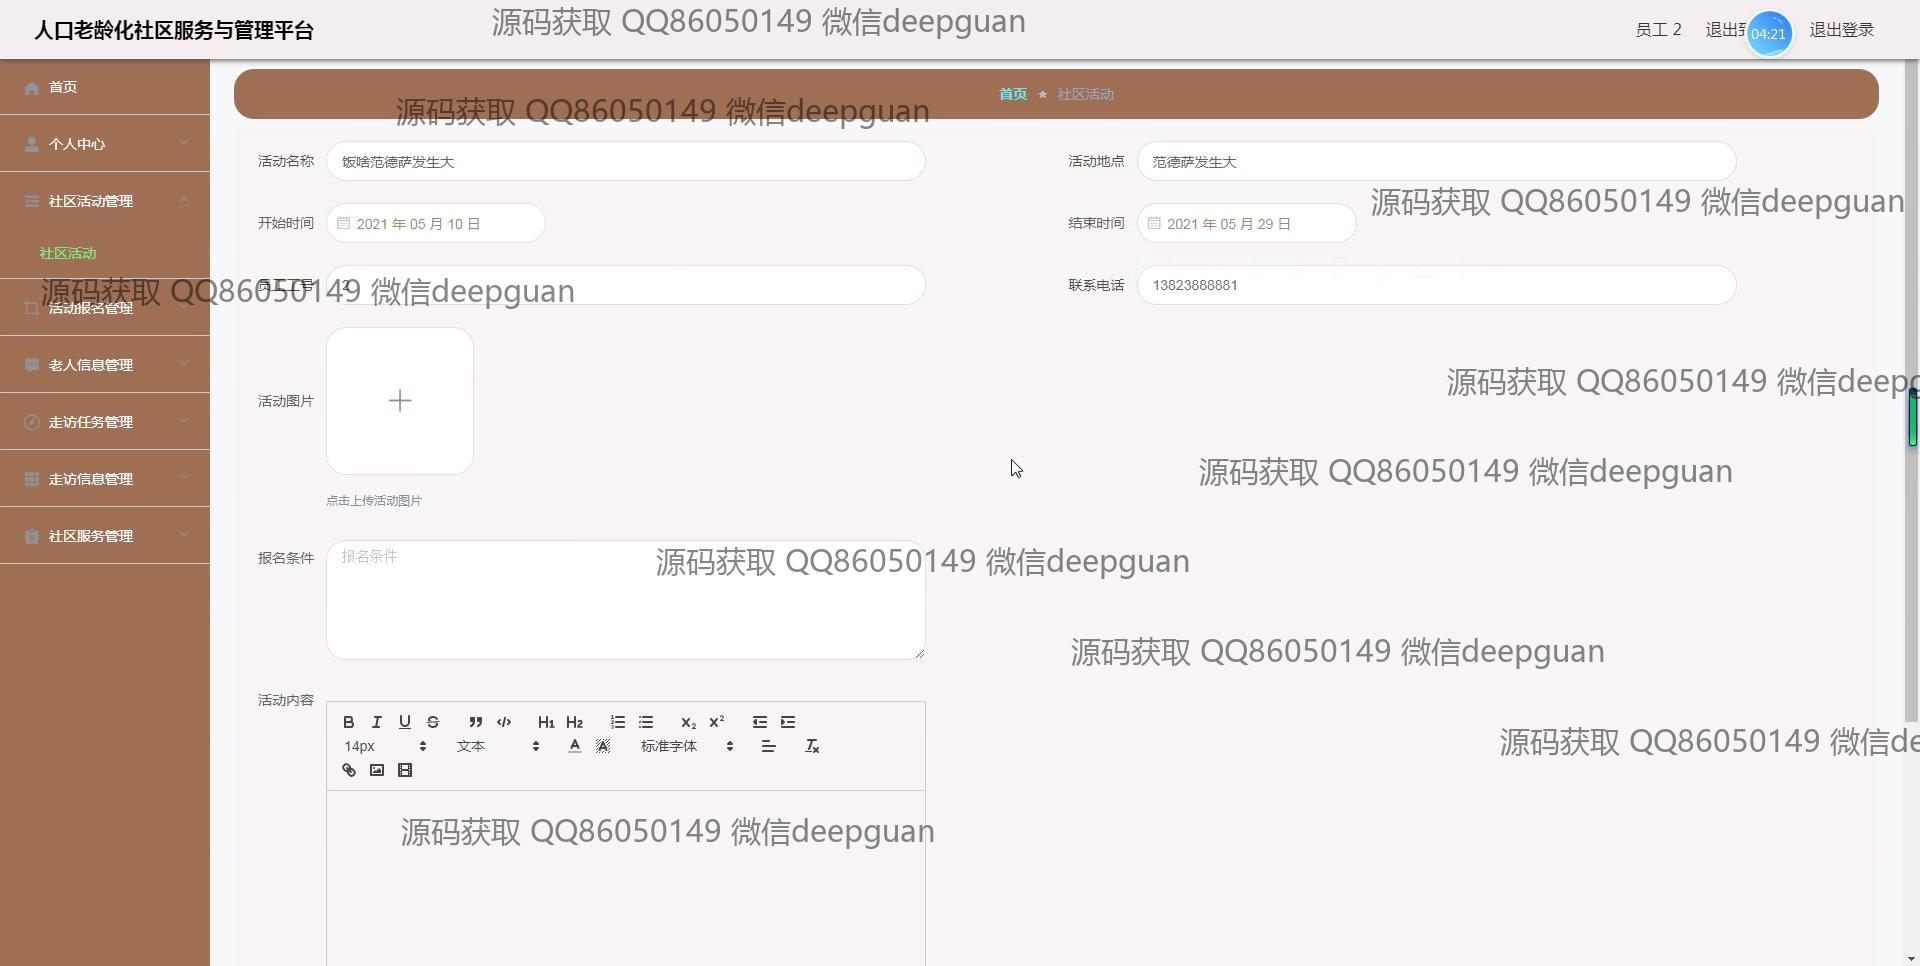 人口老龄化社区服务与管理平台
源码获取 QQ86050149 微信deepguan
员工 2
退出到
04:21
退出登录
首页
个人中心
社区活动管理
社区活动
活动报名管理
老人信息管理
走访任务管理
走访信息管理
社区服务管理
首页 社区活动
源码获取 QQ86050149 微信deepguan
活动名称 饭啥范德萨发生大
活动地点 范德萨发生大
源码获取 QQ86050149 微信deepguan
开始时间 2021 年 05 月 10 日
结束时间 2021 年 05 月 29 日
员工工号 2
源码获取 QQ86050149 微信deepguan
联系电话 13823888881
源码获取 QQ86050149 微信deepg
活动图片
源码获取 QQ86050149 微信deepguan
点击上传活动图片
报名条件 报名条件
源码获取 QQ86050149 微信deepguan
源码获取 QQ86050149 微信deepguan
活动内容
B I U S H1 H2 X2 X2
14px 文本 A A 标准字体 Tx
源码获取 QQ86050149 微信de
源码获取 QQ86050149 微信deepguan